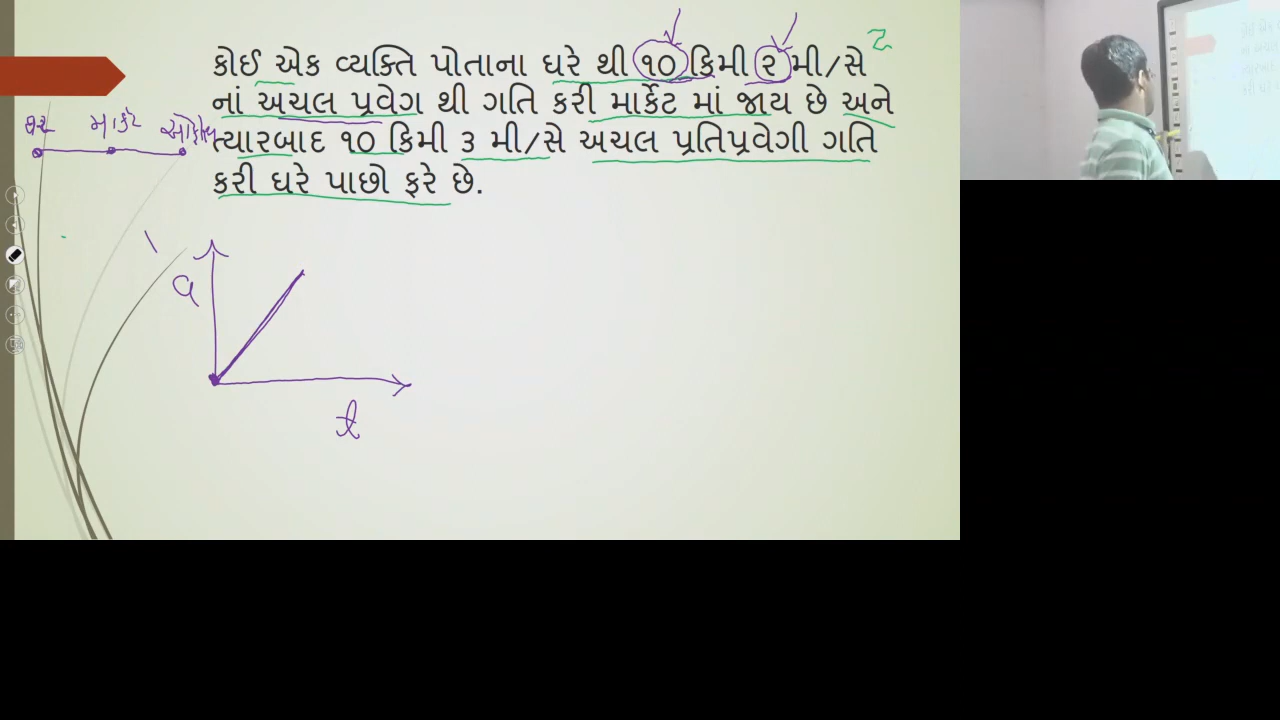 કોઈ એક વ્યક્તિ પોતાના ઘરે થી ૧૦ કિમી ૨ મી/સે 2
નાં અચલ પ્રવેગ થી ગતિ કરી માર્કેટ માં જાય છે અને
ત્યારબાદ ૧૦ કિમી ૩ મી/સે અચલ પ્રતિપ્રવેગી ગતિ
કરી ઘરે પાછો ફરે છે.
ઘર માર્કેટ
a
t